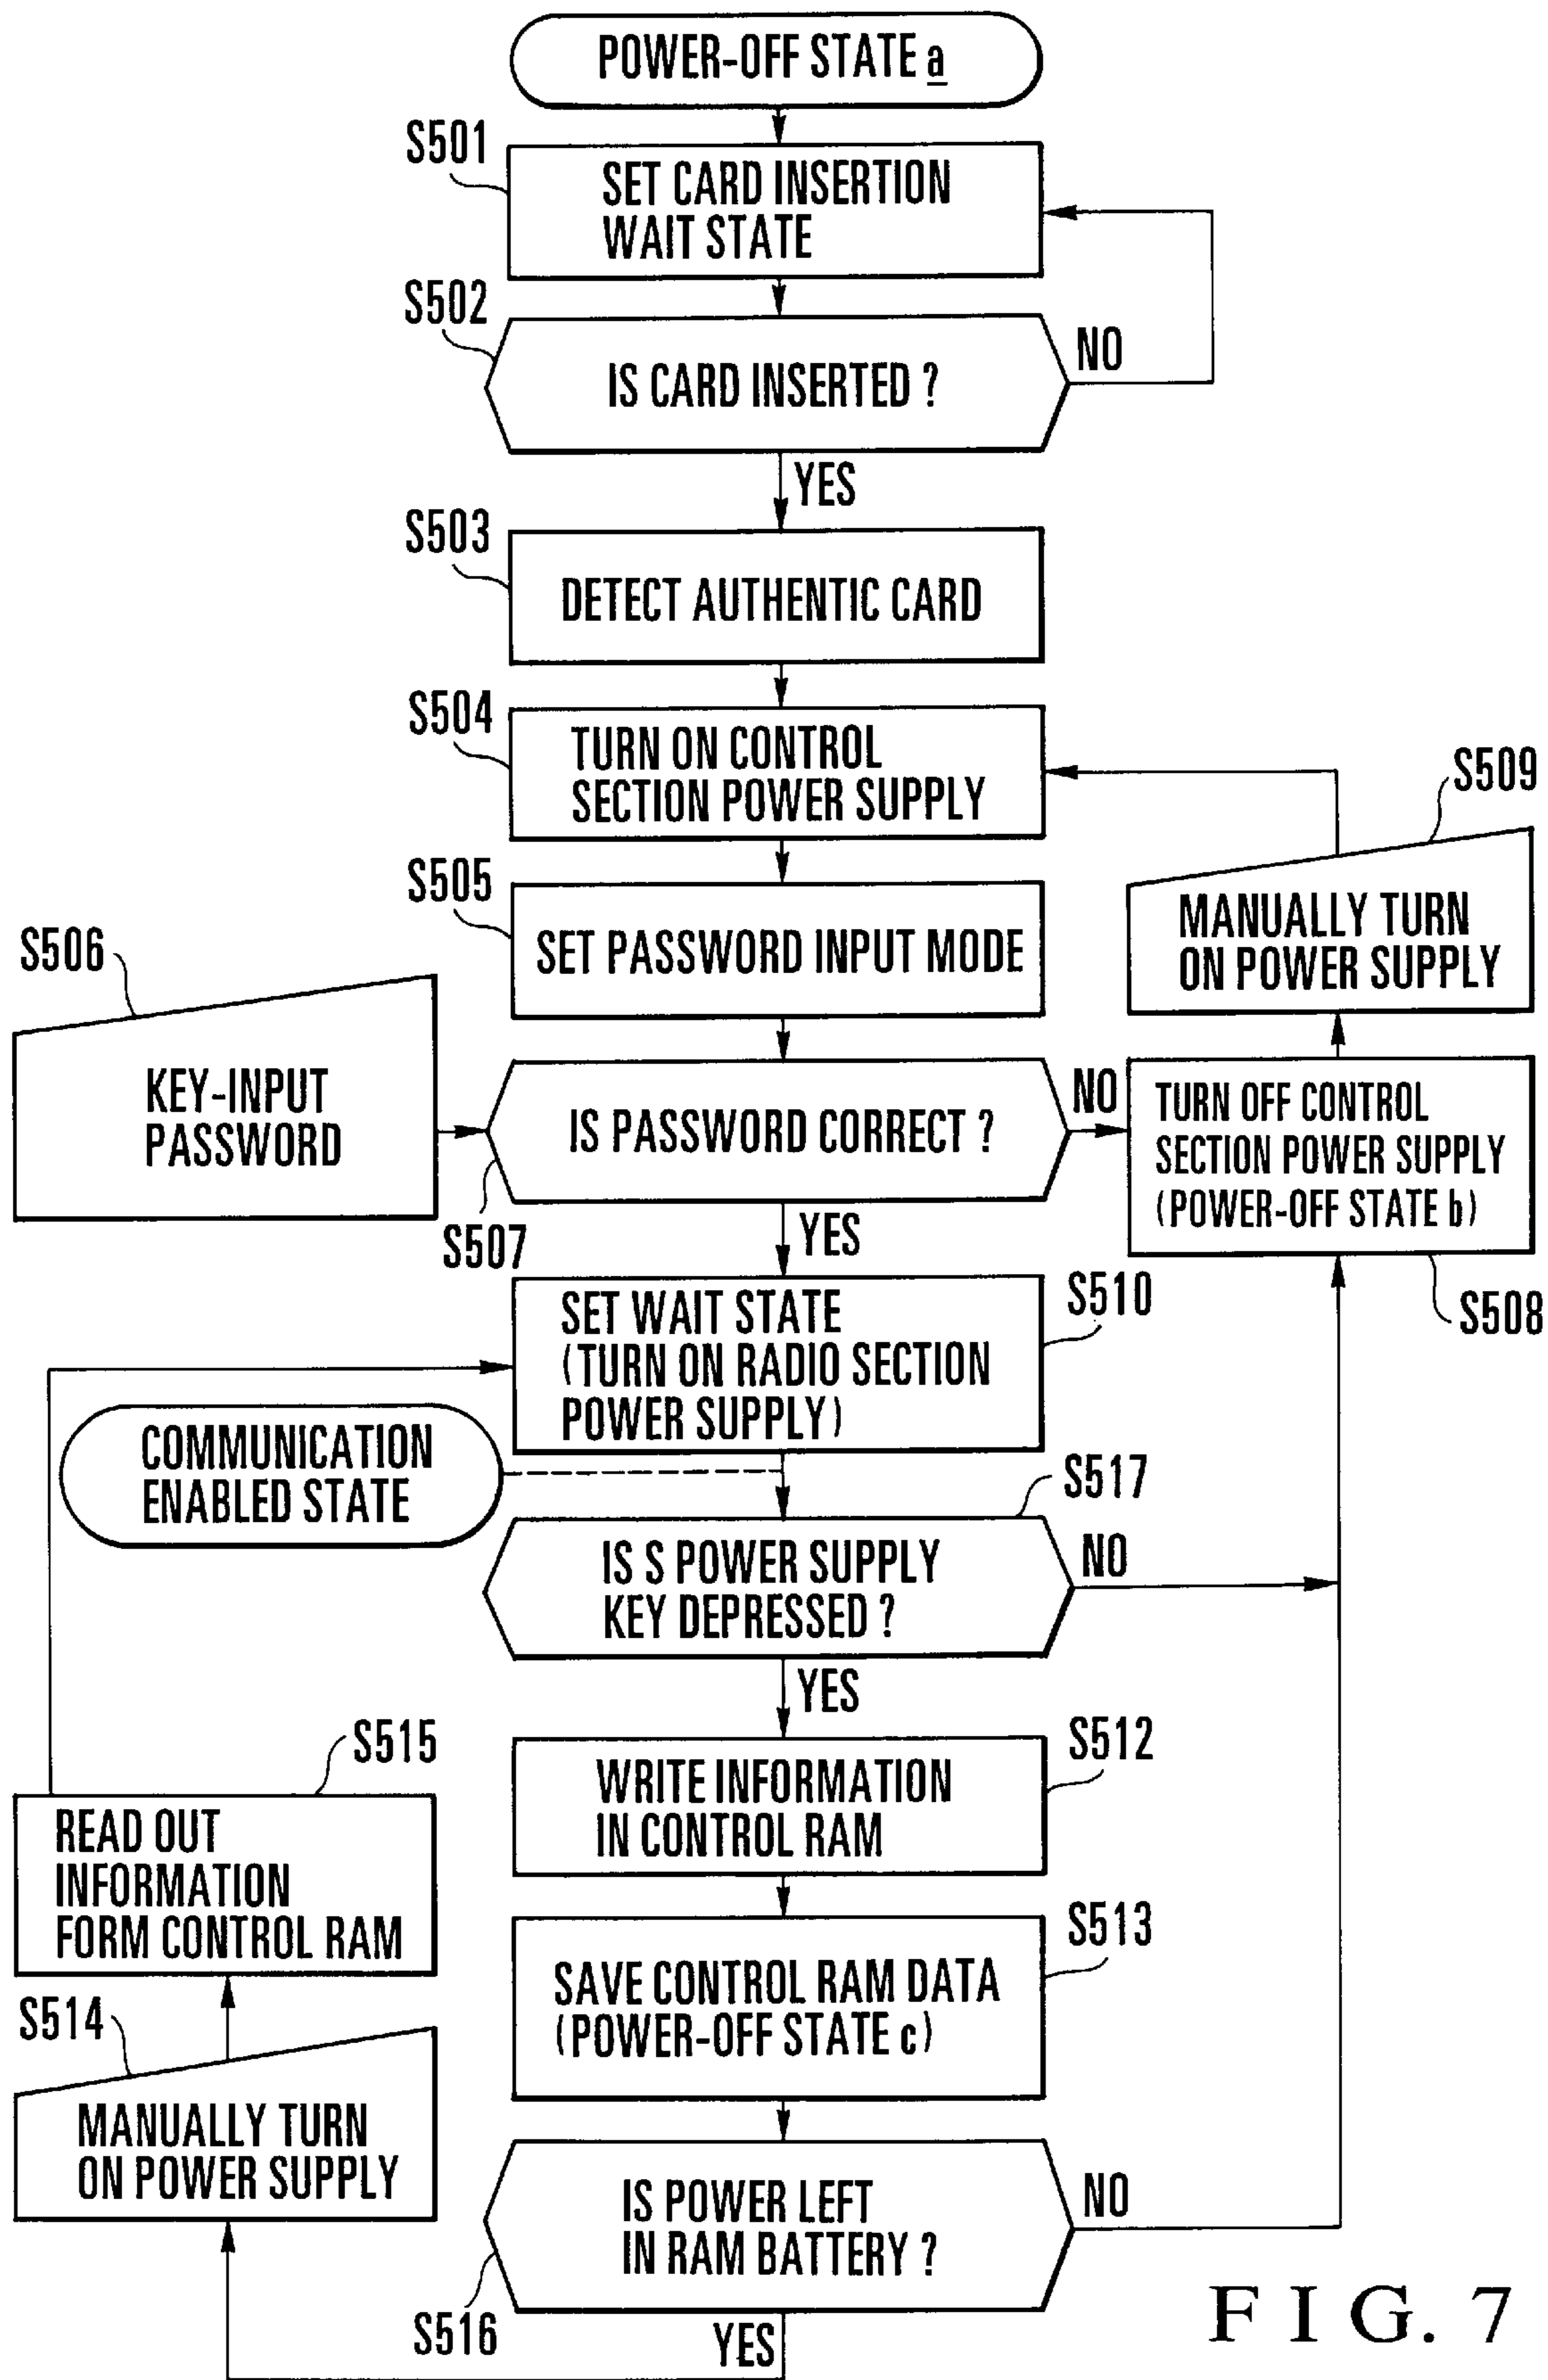 POWER-OFF STATE a
S501
SET CARD INSERTION
WAIT STATE
S502
IS CARD INSERTED ?
NO
YES
S503
DETECT AUTHENTIC CARD
S504
TURN ON CONTROL
SECTION POWER SUPPLY
S509
MANUALLY TURN
ON POWER SUPPLY
S505
SET PASSWORD INPUT MODE
S506
KEY-INPUT
PASSWORD
IS PASSWORD CORRECT ?
S507
NO
TURN OFF CONTROL
SECTION POWER SUPPLY
(POWER-OFF STATE b)
S508
YES
SET WAIT STATE
(TURN ON RADIO SECTION
POWER SUPPLY)
S510
COMMUNICATION
ENABLED STATE
S517
IS S POWER SUPPLY
KEY DEPRESSED ?
NO
YES
S512
WRITE INFORMATION
IN CONTROL RAM
S515
READ OUT
INFORMATION
FORM CONTROL RAM
S513
SAVE CONTROL RAM DATA
(POWER-OFF STATE c)
S514
MANUALLY TURN
ON POWER SUPPLY
IS POWER LEFT
IN RAM BATTERY ?
NO
S516
YES
FIG. 7